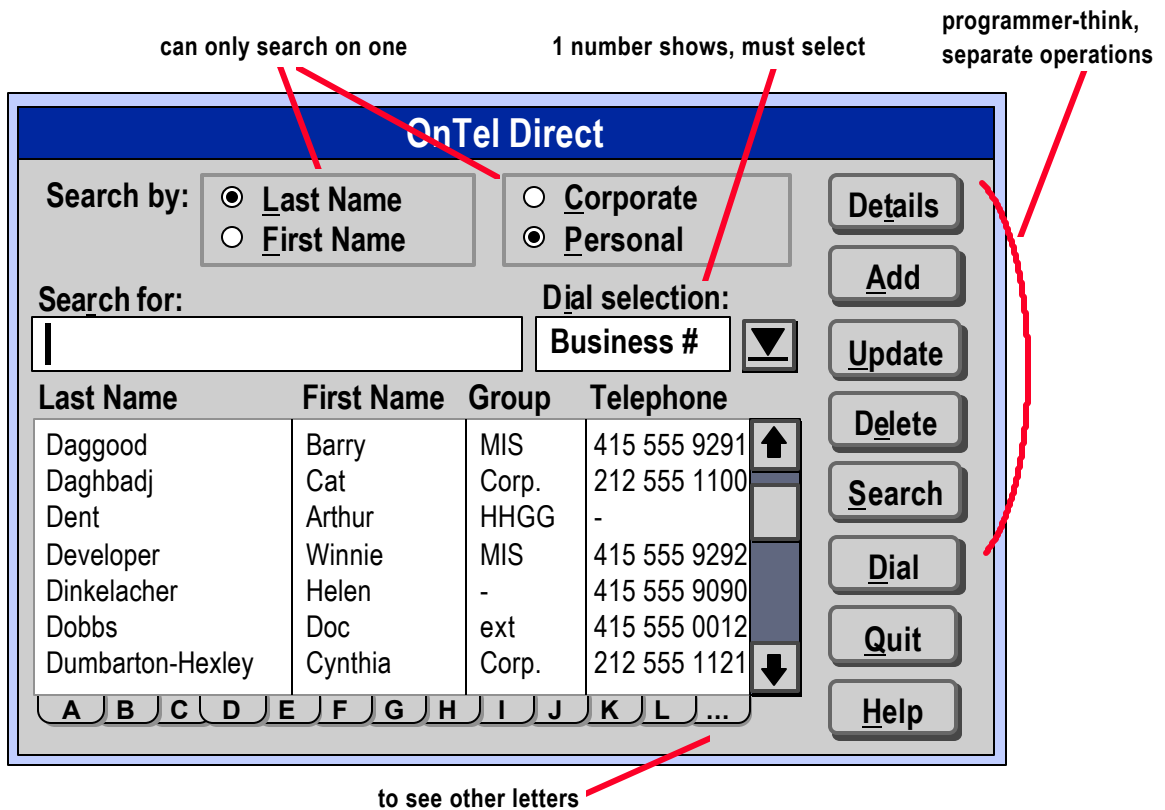 programmer-think,
separate operations
can only search on one
1 number shows, must select
OnTel Direct
Search by:
Last Name
First Name
Corporate
Personal
Details
Add
Search for:
Dial selection:
Business #
Update
Last Name First Name Group Telephone
Delete
Daggood Barry MIS 415 555 9291
Daghbadj Cat Corp. 212 555 1100
Search
Dent Arthur HHGG -
Developer Winnie MIS 415 555 9292
Dial
Dinkelacher Helen - 415 555 9090
Dobbs Doc ext 415 555 0012
Quit
Dumbarton-Hexley Cynthia Corp. 212 555 1121
A B C D E F G H I J K L ...
Help
to see other letters